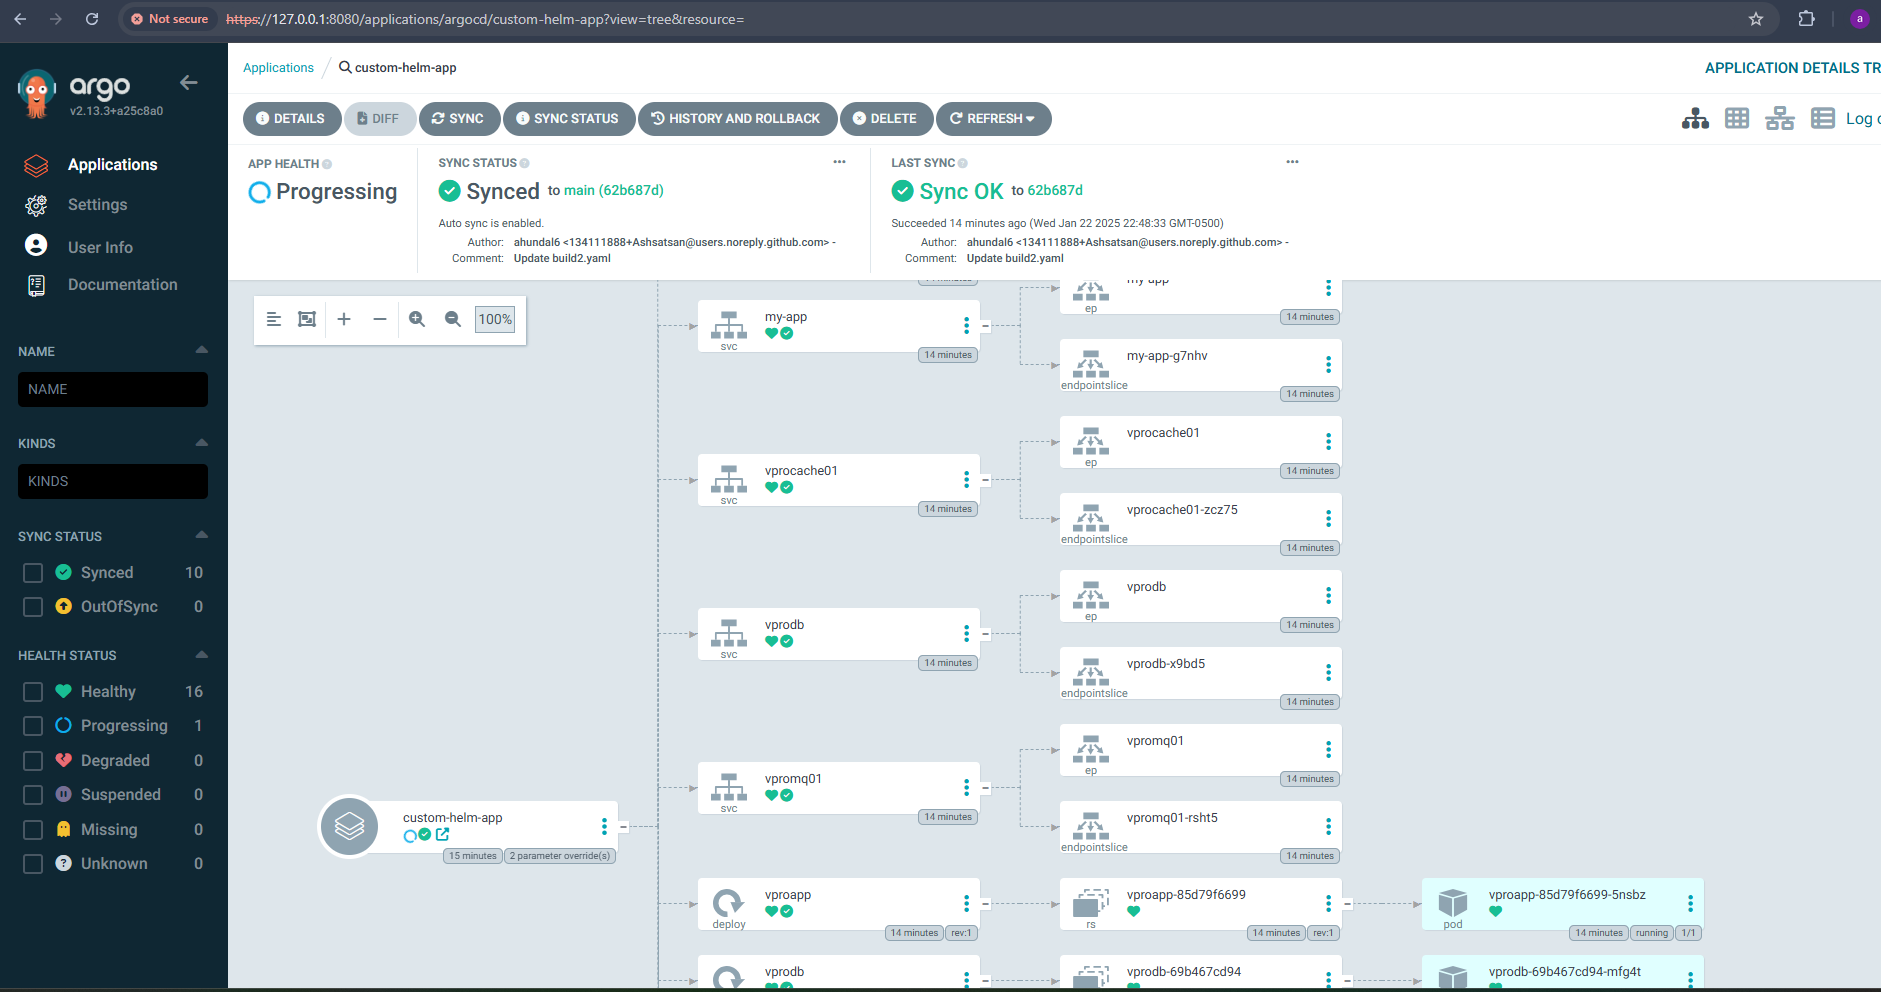 Not secure https://127.0.0.1:8080/applications/argocd/custom-helm-app?view=tree&resource= a
argo
v2.13.3+a25c8a0
Applications
Settings
User Info
Documentation
NAME
NAME
KINDS
KINDS
SYNC STATUS
Synced 10
OutOfSync 0
HEALTH STATUS
Healthy 16
Progressing 1
Degraded 0
Suspended 0
Missing 0
Unknown 0
Applications / custom-helm-app
APPLICATION DETAILS TR
DETAILS DIFF SYNC SYNC STATUS HISTORY AND ROLLBACK DELETE REFRESH
Log o
APP HEALTH
Progressing
SYNC STATUS
Synced to main (62b687d)
Auto sync is enabled.
Author: ahundal6 <134111888+Ashsatsan@users.noreply.github.com> -
Comment: Update build2.yaml
LAST SYNC
Sync OK to 62b687d
Succeeded 14 minutes ago (Wed Jan 22 2025 22:48:33 GMT-0500)
Author: ahundal6 <134111888+Ashsatsan@users.noreply.github.com> -
Comment: Update build2.yaml
100%
custom-helm-app
15 minutes 2 parameter override(s)
14 minutes
my-app
ep
14 minutes
my-app
svc
14 minutes
my-app-g7nhv
endpointslice
14 minutes
vprocache01
svc
14 minutes
vprocache01
ep
14 minutes
vprocache01-zcz75
endpointslice
14 minutes
vprodb
svc
14 minutes
vprodb
ep
14 minutes
vprodb-x9bd5
endpointslice
14 minutes
vpromq01
svc
14 minutes
vpromq01
ep
14 minutes
vpromq01-rsht5
endpointslice
14 minutes
vproapp
deploy
14 minutes rev:1
vproapp-85d79f6699
rs
14 minutes rev:1
vproapp-85d79f6699-5nsbz
pod
14 minutes running 1/1
vprodb
vprodb-69b467cd94
vprodb-69b467cd94-mfg4t